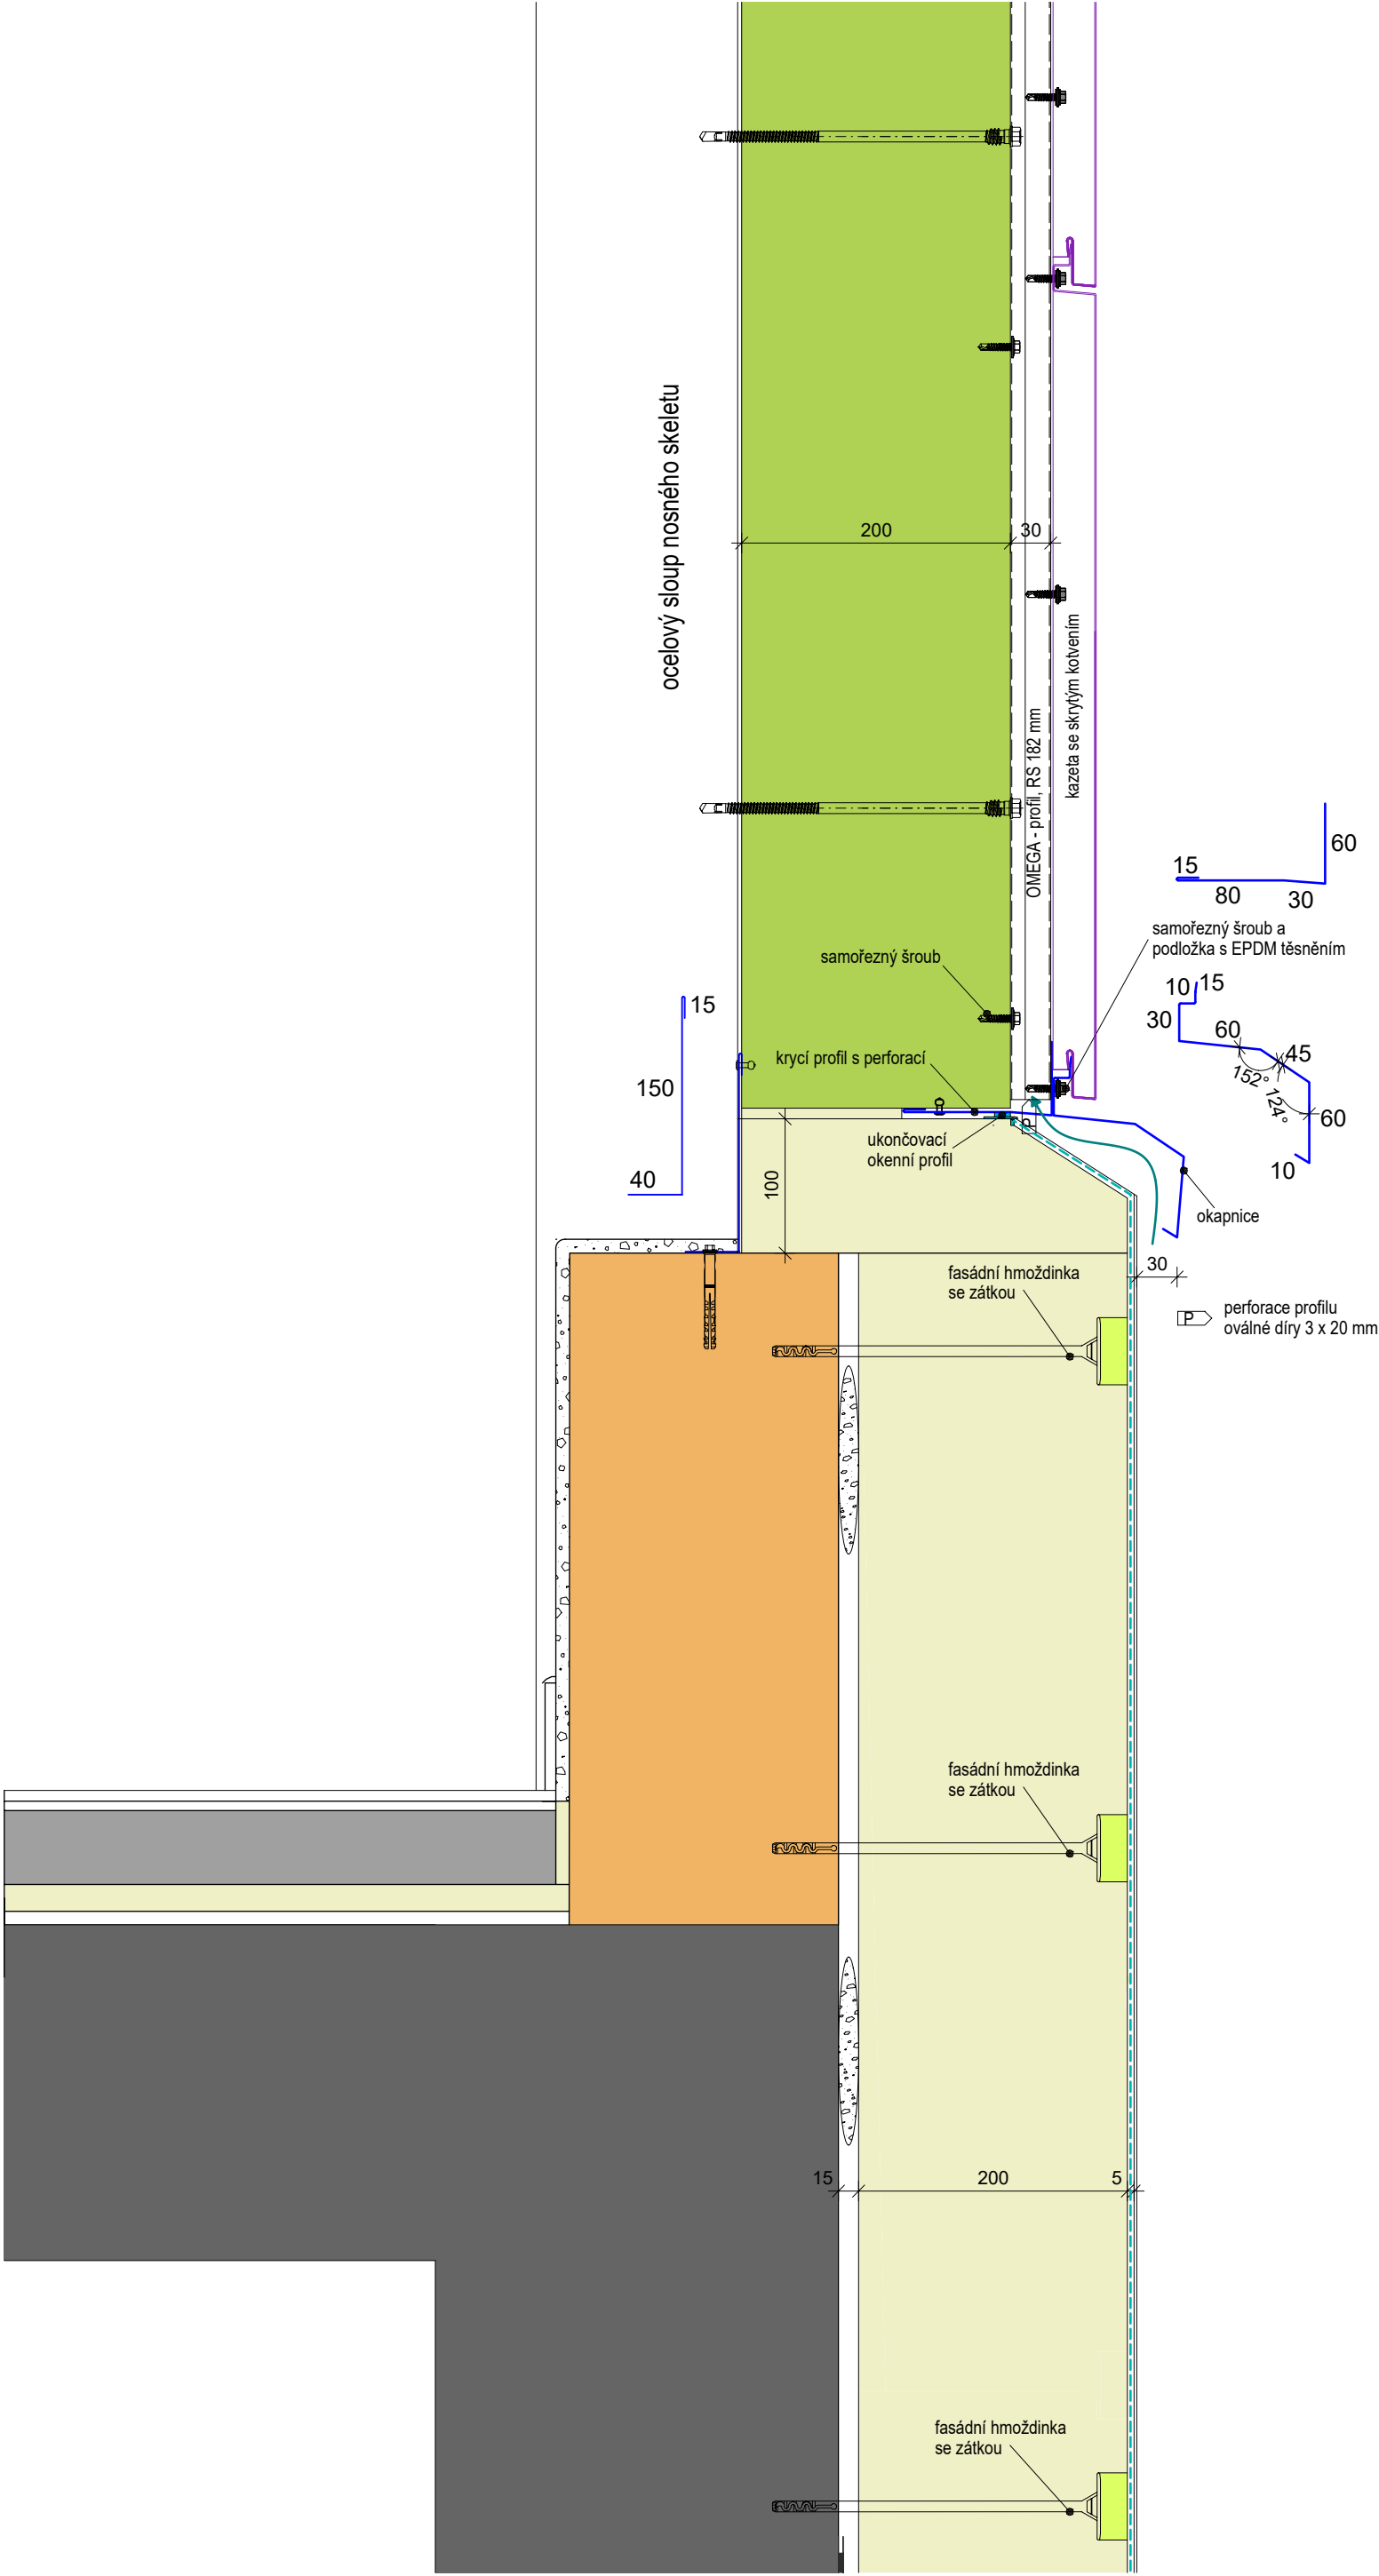 ocelový sloup nosného skeletu
200
30
kazeta se skrytým kotvením
OMEGA - profil, RS 182 mm
60
15
80
30
samořezný šroub a
podložka s EPDM těsněním
samořezný šroub
10
15
30
60
45
152°
124°
60
10
15
150
40
krycí profil s perforací
P
ukončovací
okenní profil
100
okapnice
30
fasádní hmoždinka
se zátkou
P
perforace profilu
oválné díry 3 x 20 mm
fasádní hmoždinka
se zátkou
15
200
5
fasádní hmoždinka
se zátkou